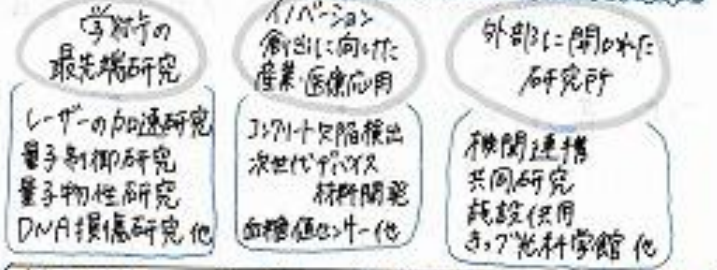 学術的の
最先端研究
レーザーの加速研究
量子制御研究
量子物性研究
DNA損傷研究 他
イノベーション
創出に向けた
産業・医療応用
コンクリート欠陥検出
次世代デバイス
材料開発
血糖値センサー他
外部に開かれた
研究所
機関連携
共同研究
施設供用
きっづ光科学館 他